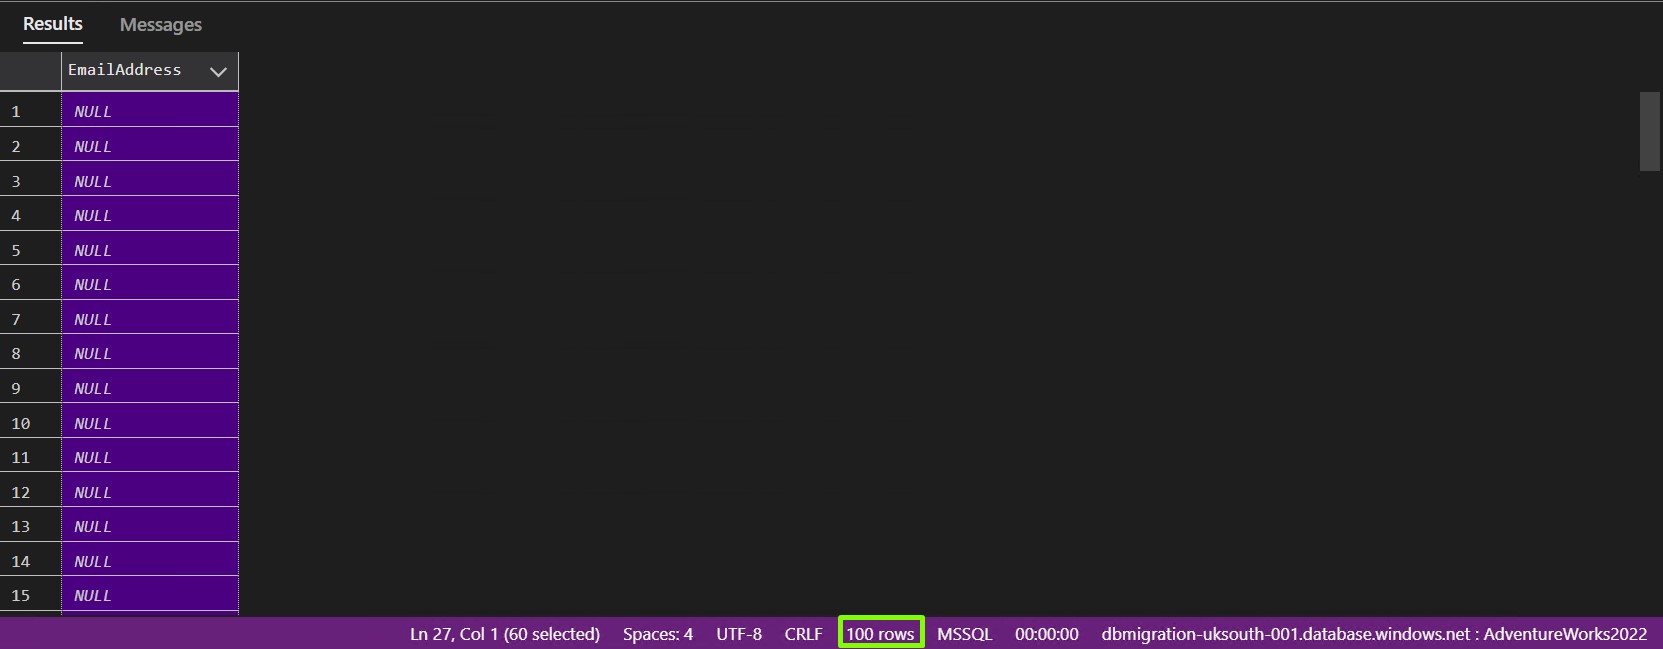 Results Messages
EmailAddress
1 NULL
2 NULL
3 NULL
4 NULL
5 NULL
6 NULL
7 NULL
8 NULL
9 NULL
10 NULL
11 NULL
12 NULL
13 NULL
14 NULL
15 NULL
Ln 27, Col 1 (60 selected) Spaces: 4 UTF-8 CRLF 100 rows MSSQL 00:00:00 dbmigration-uksouth-001.database.windows.net : AdventureWorks2022